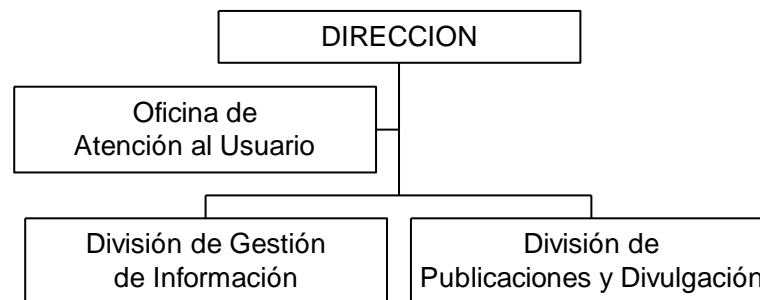 DIRECCION
Oficina de
Atención al Usuario
División de Gestión
de Información
División de
Publicaciones y Divulgación